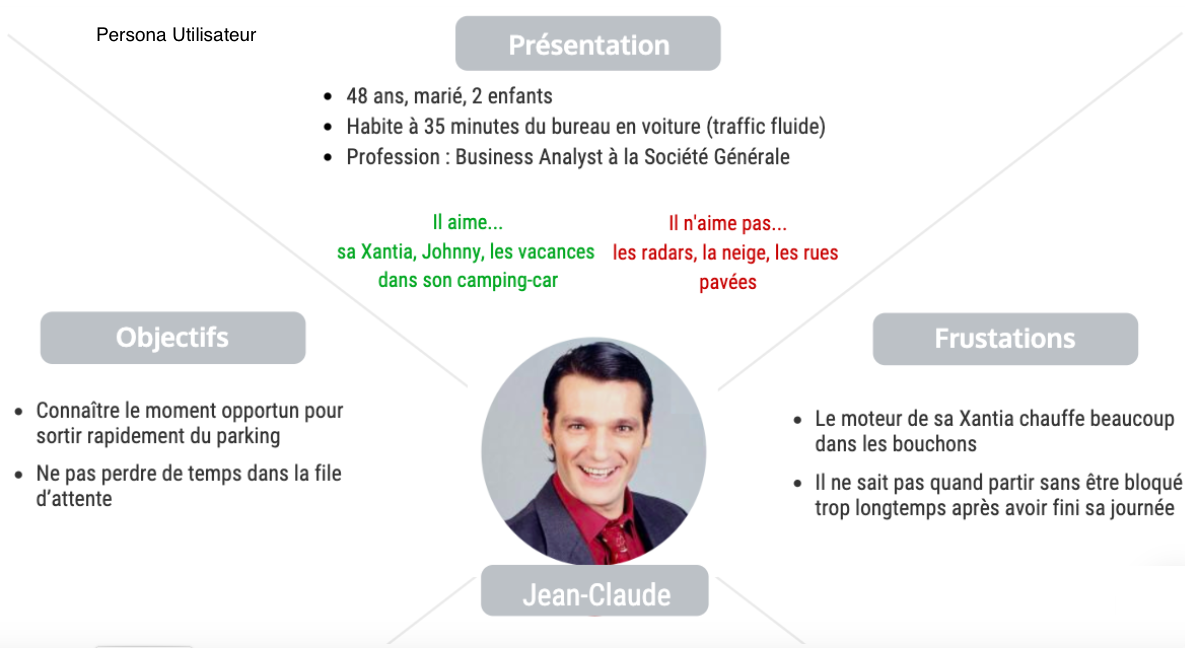 Persona Utilisateur
Présentation
48 ans, marié, 2 enfants
Habite à 35 minutes du bureau en voiture (traffic fluide)
Profession : Business Analyst à la Société Générale
Il aime...
sa Xantia, Johnny, les vacances
dans son camping-car
Il n'aime pas...
les radars, la neige, les rues
pavées
Objectifs
Connaître le moment opportun pour
sortir rapidement du parking
Ne pas perdre de temps dans la file
d'attente
Frustations
Le moteur de sa Xantia chauffe beaucoup
dans les bouchons
Il ne sait pas quand partir sans être bloqué
trop longtemps après avoir fini sa journée
Jean-Claude